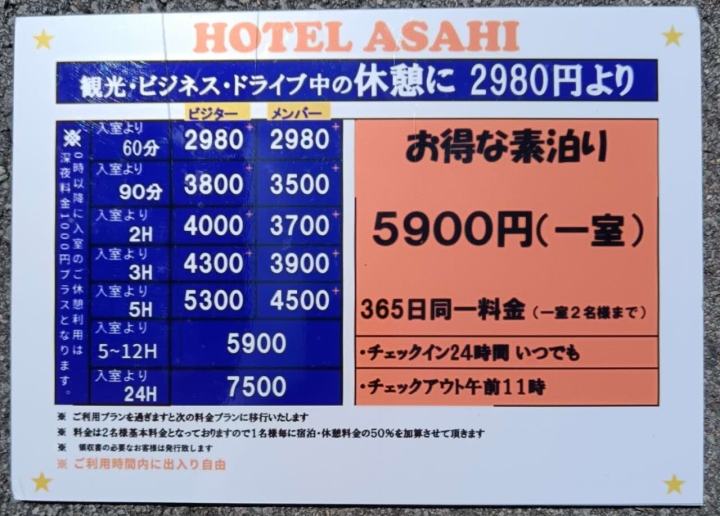 HOTEL ASAHI
観光・ビジネス・ドライブ中の休憩に 2980円より
ビジター メンバー
※0時以降に入室のご休憩利用は
深夜料金1000円プラスとなります。
入室より 60分 2980+ 2980+
入室より 90分 3800+ 3500+
入室より 2H 4000+ 3700+
入室より 3H 4300+ 3900+
入室より 5H 5300 4500+
入室より 5~12H 5900
入室より 24H 7500
お得な素泊り
5900円(一室)
365日同一料金(一室2名様まで)
・チェックイン24時間 いつでも
・チェックアウト午前11時
※ ご利用プランを過ぎますと次の料金プランに移行いたします
※ 料金は2名様基本料金となっておりますので1名様毎に宿泊・休憩料金の50%を加算させて頂きます
※ 領収書の必要なお客様は発行致します
※ ご利用時間内に出入り自由